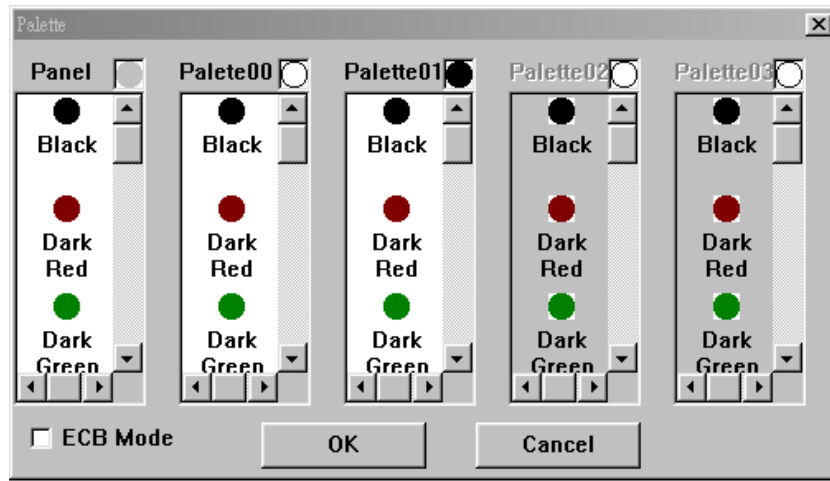 Palette
Panel Palete00 Palette01 Palette02 Palette03
Black Black Black Black Black
Dark Dark Dark Dark Dark
Red Red Red Red Red
Dark Dark Dark Dark Dark
Green Green Green Green Green
ECB Mode OK Cancel